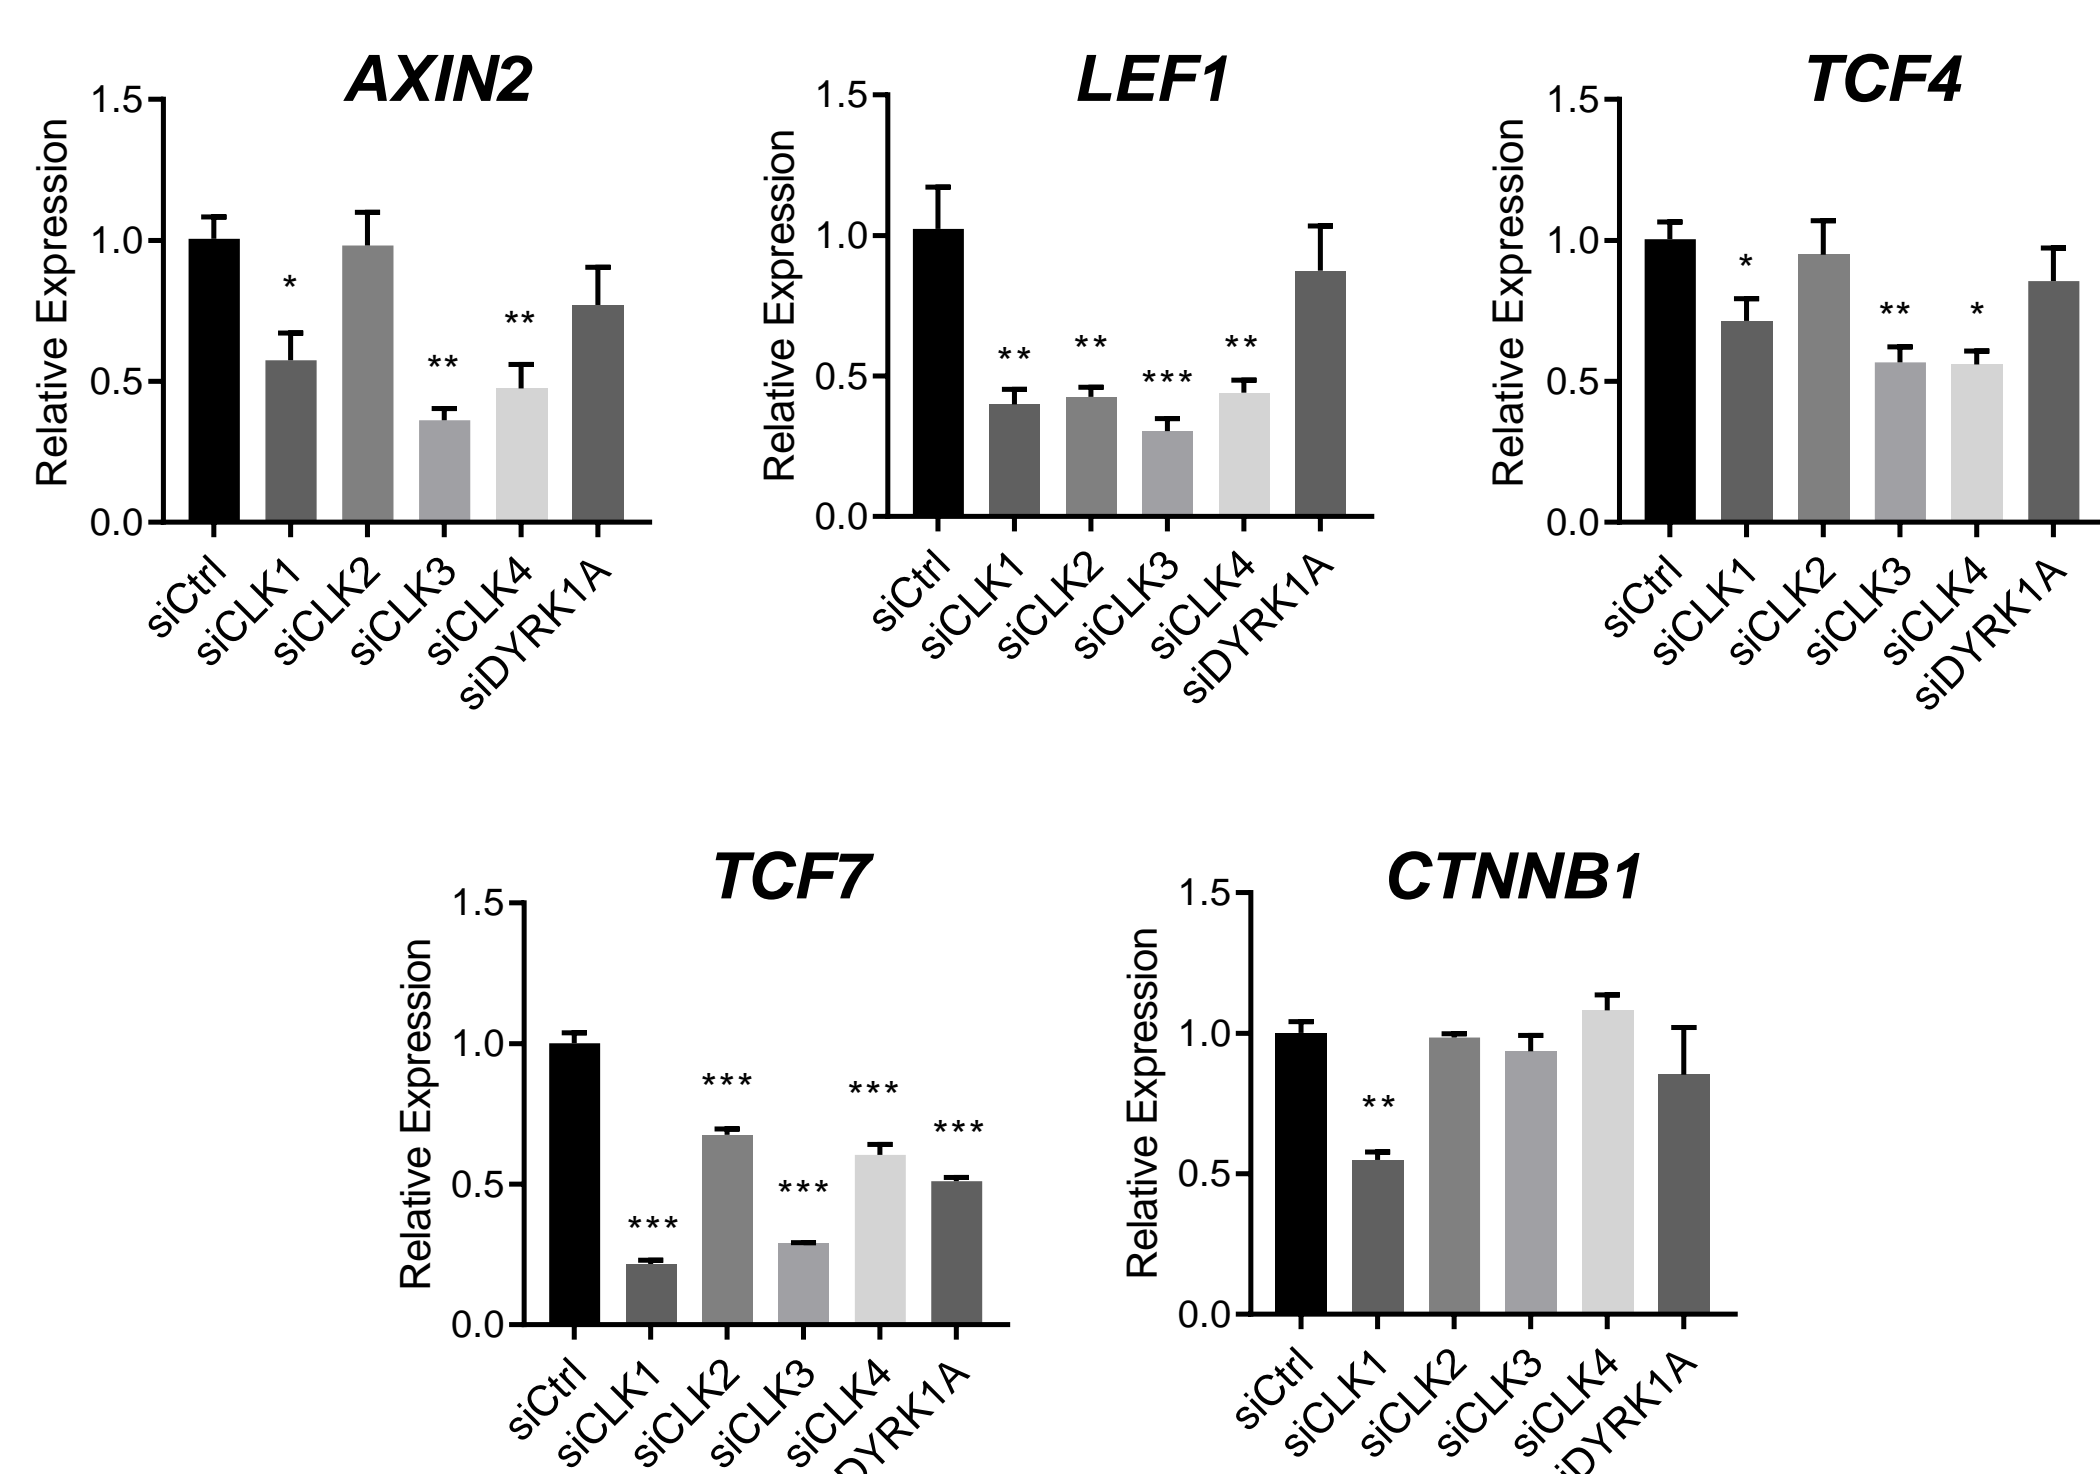 AXIN2
Relative Expression
1.5
1.0
0.5
0.0
*
**
**
siCtrl
siCLK1
siCLK2
siCLK3
siCLK4
siDYRK1A
LEF1
Relative Expression
1.5
1.0
0.5
0.0
**
**
***
**
siCtrl
siCLK1
siCLK2
siCLK3
siCLK4
siDYRK1A
TCF4
Relative Expression
1.5
1.0
0.5
0.0
*
**
*
siCtrl
siCLK1
siCLK2
siCLK3
siCLK4
siDYRK1A
TCF7
Relative Expression
1.5
1.0
0.5
0.0
***
***
***
***
***
siCtrl
siCLK1
siCLK2
siCLK3
siCLK4
DYRK1A
CTNNB1
Relative Expression
1.5
1.0
0.5
0.0
**
siCtrl
siCLK1
siCLK2
siCLK3
siCLK4
iDYRK1A